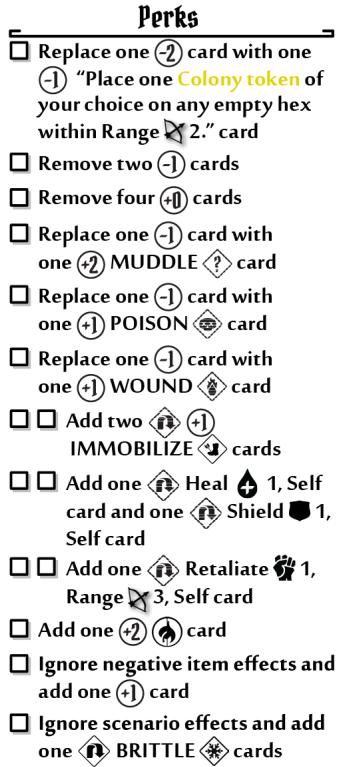 Perks
Replace one -2 card with one
-1 "Place one Colony token of
your choice on any empty hex
within Range 2." card
Remove two -1 cards
Remove four +0 cards
Replace one -1 card with
one +2 MUDDLE ? card
Replace one -1 card with
one +1 POISON card
Replace one -1 card with
one +1 WOUND card
Add two +1
IMMOBILIZE cards
Add one Heal 1, Self
card and one Shield 1,
Self card
Add one Retaliate 1,
Range 3, Self card
Add one +2 card
Ignore negative item effects and
add one +1 card
Ignore scenario effects and add
one BRITTLE cards